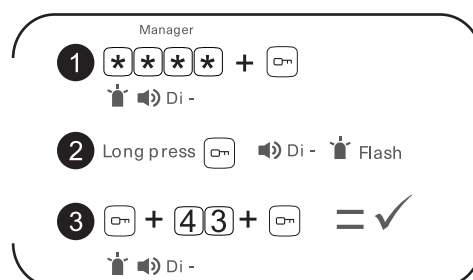 Manager
1 * * * * +
Di -
2 Long press Di - Flash
3 + 43 + =
Di -